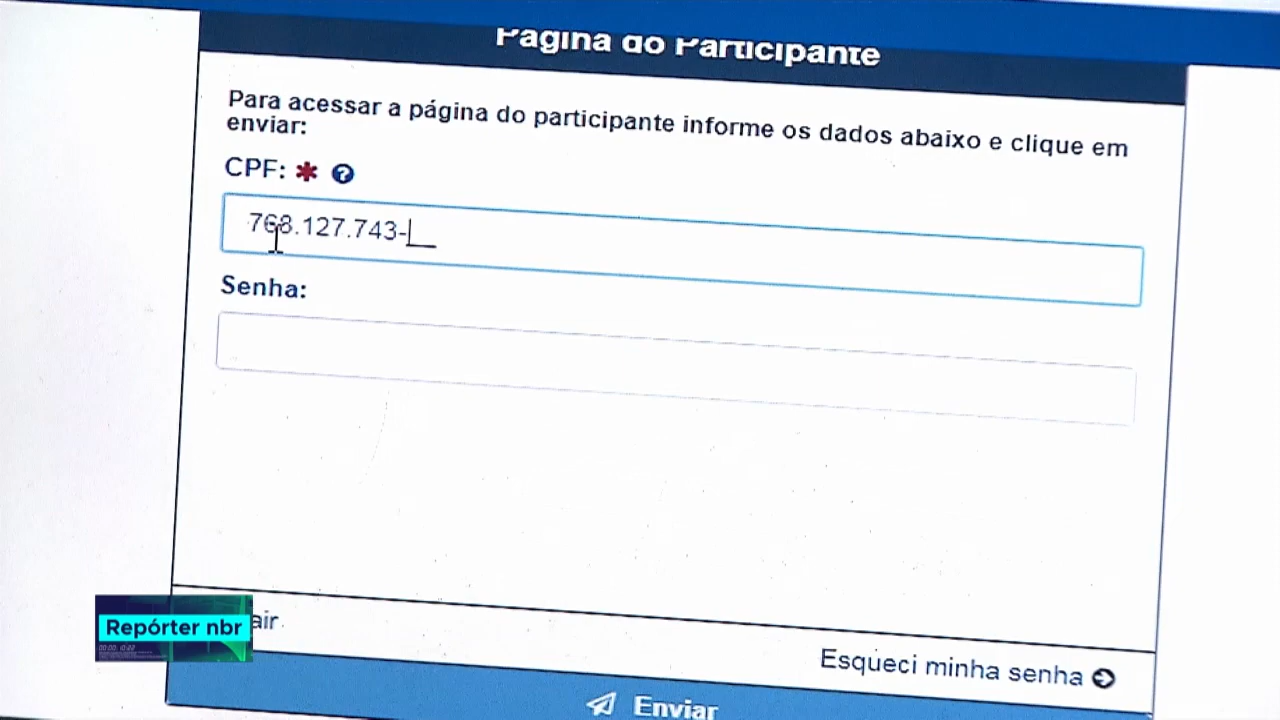 Página do Participante
Para acessar a página do participante informe os dados abaixo e clique em
enviar:
CPF: * ?
768.127.743-__
Senha:
air
Esqueci minha senha
Enviar
Repórter nbr